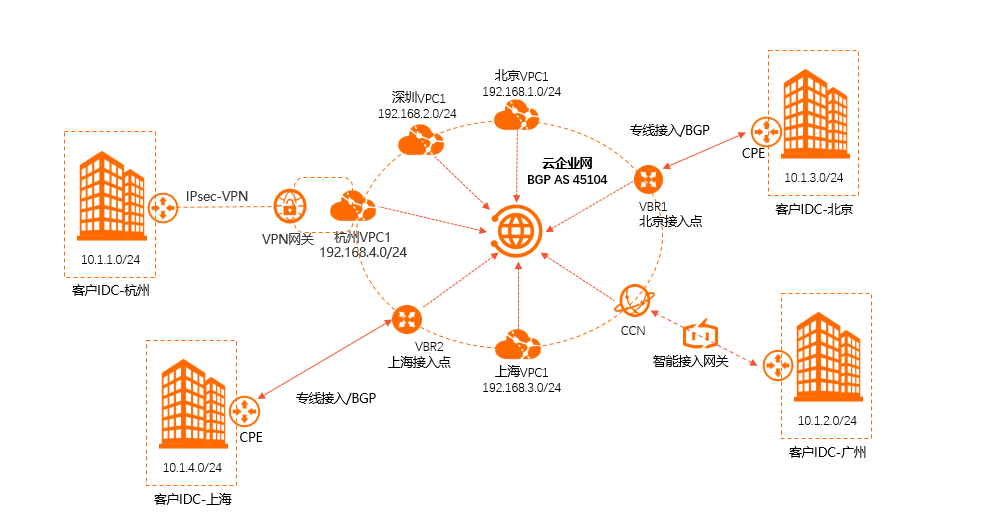 北京VPC1
192.168.1.0/24
深圳VPC1
192.168.2.0/24
专线接入/BGP
云企业网
BGP AS 45104
CPE
10.1.3.0/24
客户IDC-北京
VBR1
北京接入点
IPsec-VPN
VPN网关
杭州VPC1
192.168.4.0/24
10.1.1.0/24
客户IDC-杭州
VBR2
上海接入点
CCN
上海VPC1
192.168.3.0/24
智能接入网关
10.1.2.0/24
客户IDC-广州
专线接入/BGP
CPE
10.1.4.0/24
客户IDC-上海